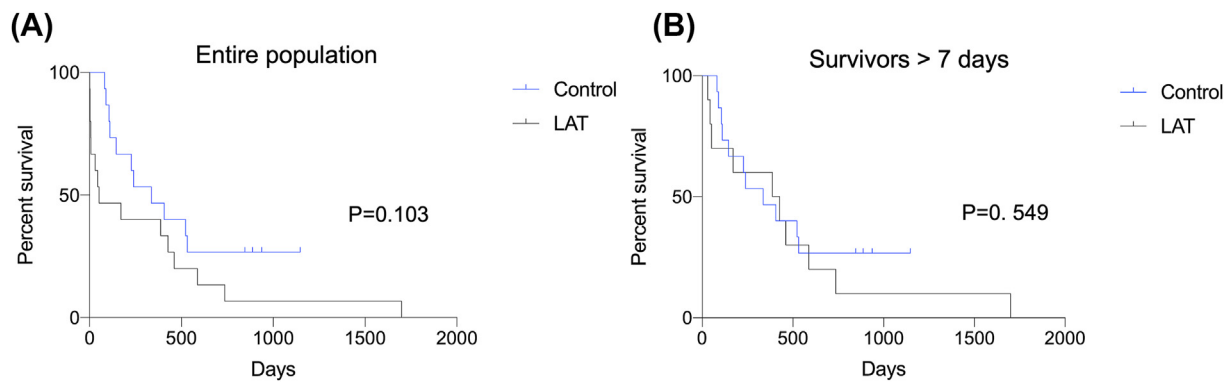 (A)
Entire population
100
50
0
Percent survival
0
500
1000
1500
2000
Days
Control
LAT
P=0.103
(B)
Survivors > 7 days
100
50
0
Percent survival
0
500
1000
1500
2000
Days
Control
LAT
P=0. 549